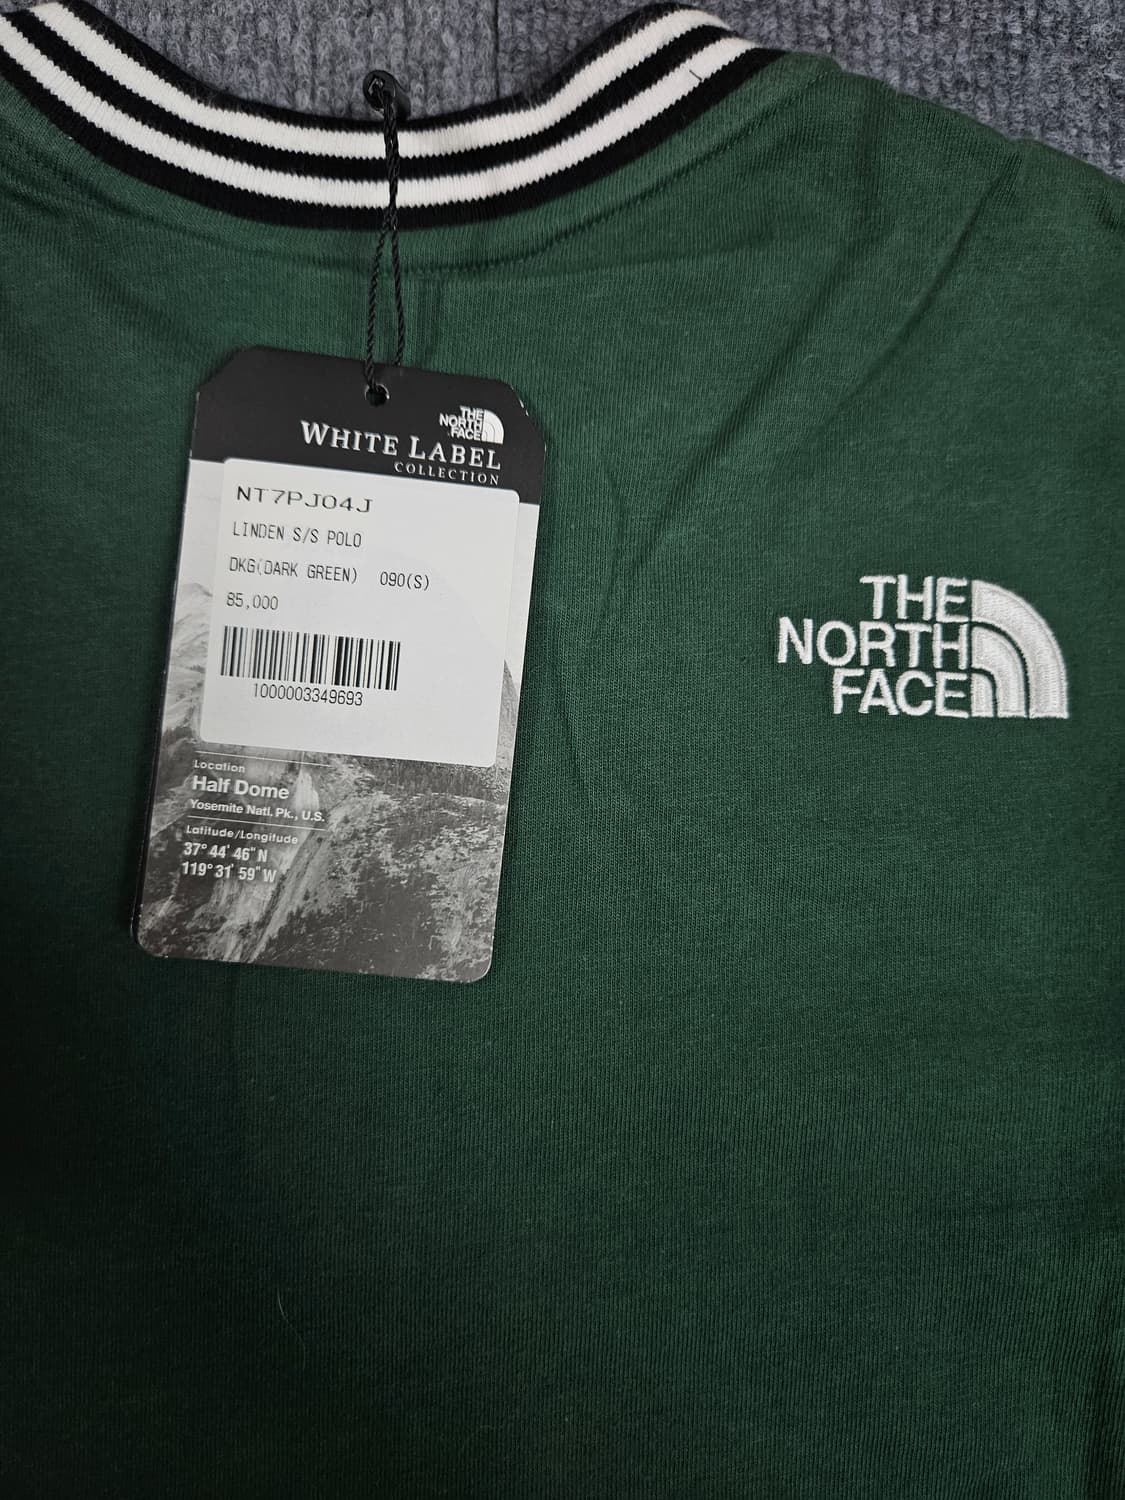 THE
NORTH
FACE
WHITE LABEL
COLLECTION
NT7PJ04J
LINDEN S/S POLO
DKG(DARK GREEN) 090(S)
85,000
1000003349693
Location
Half Dome
Yosemite Natl. Pk., U.S.
Latitude/Longitude
37° 44' 46" N
119° 31' 59" W
THE
NORTH
FACE